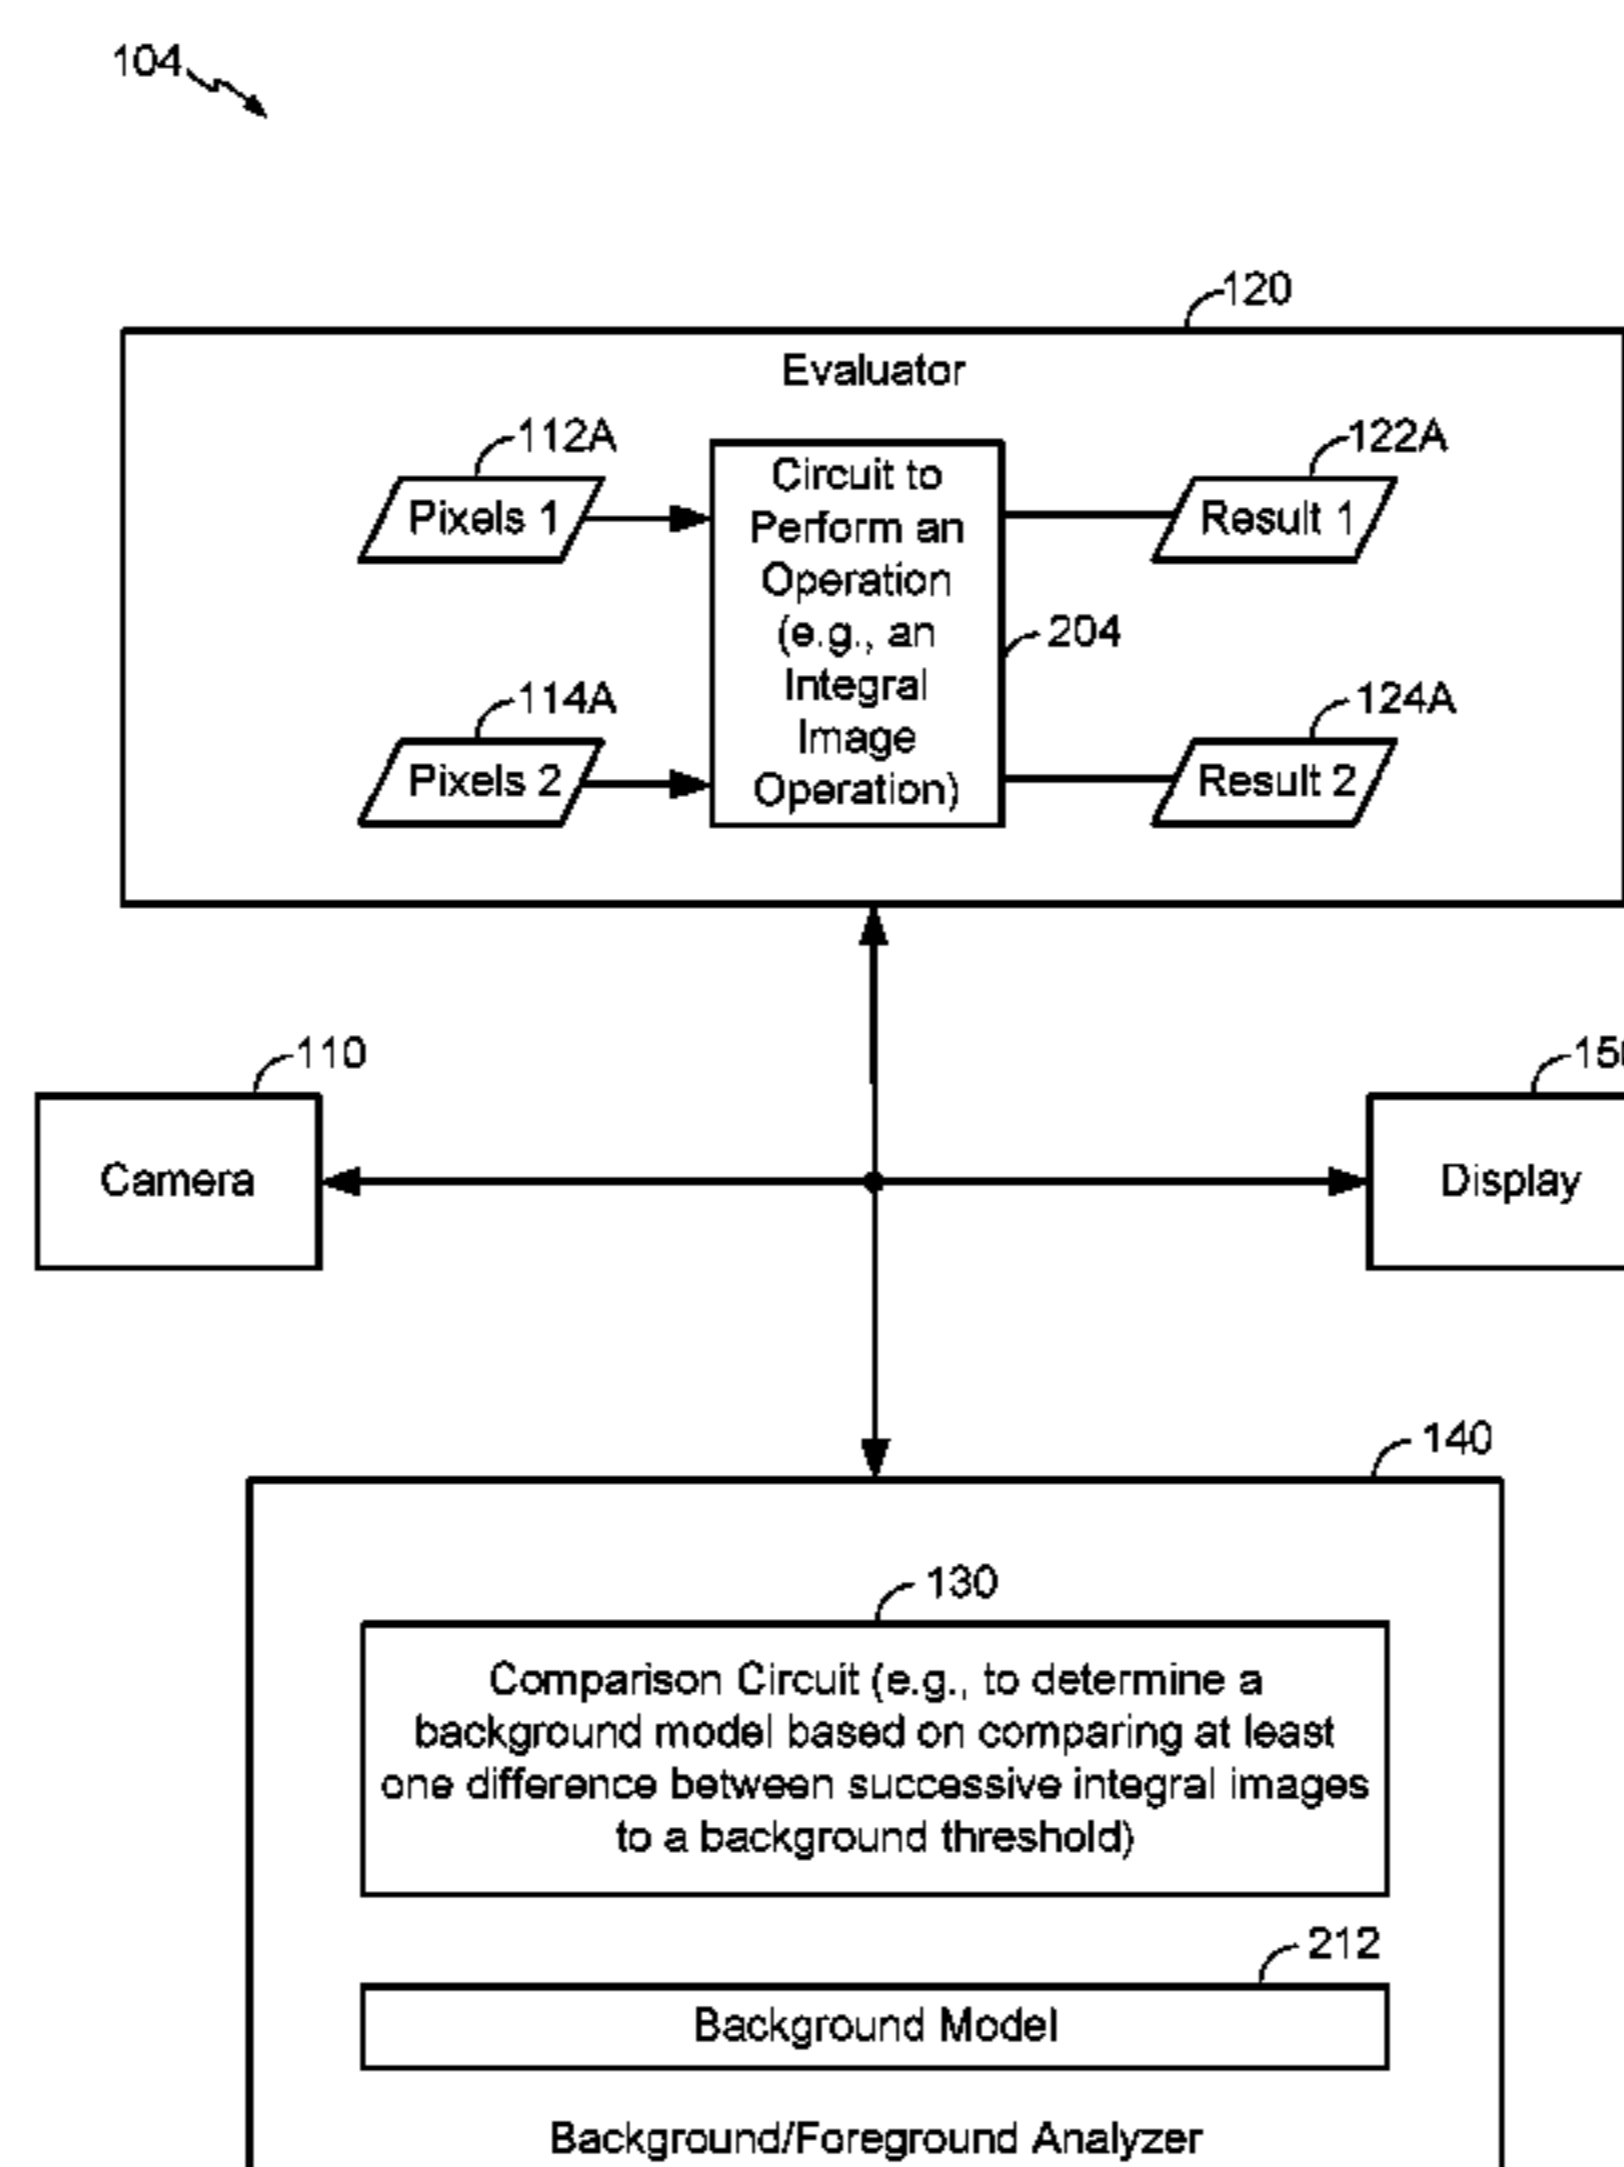 104
120
Evaluator
112A
122A
Pixels 1
Circuit to
Perform an
Operation
(e.g., an
Integral
Image
Operation)
Result 1
204
114A
124A
Pixels 2
Result 2
110
Camera
Display
140
130
Comparison Circuit (e.g., to determine a
background model based on comparing at least
one difference between successive integral images
to a background threshold)
212
Background Model
Background/Foreground Analyzer